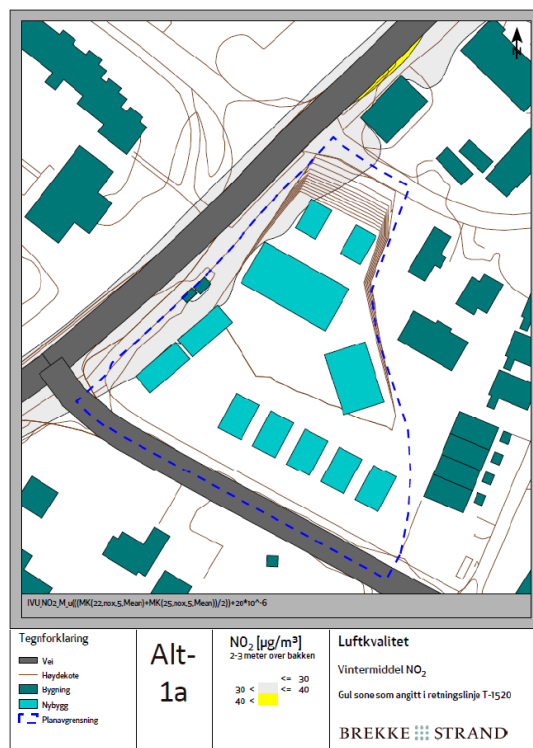 N
IVU,NO2_M_u(((MK(22,nox,5,Mean)+MK(25,nox,5,Mean))/2))+20*10^-6
Tegnforklaring
Vei
Høydekote
Bygning
Nybygg
Planavgrensning
Alt-
1a
NO₂ [µg/m³]
2-3 meter over bakken
<= 30
30 < <= 40
40 <
Luftkvalitet
Vintermiddel NO₂
Gul sone som angitt i retningslinje T-1520
BREKKE STRAND